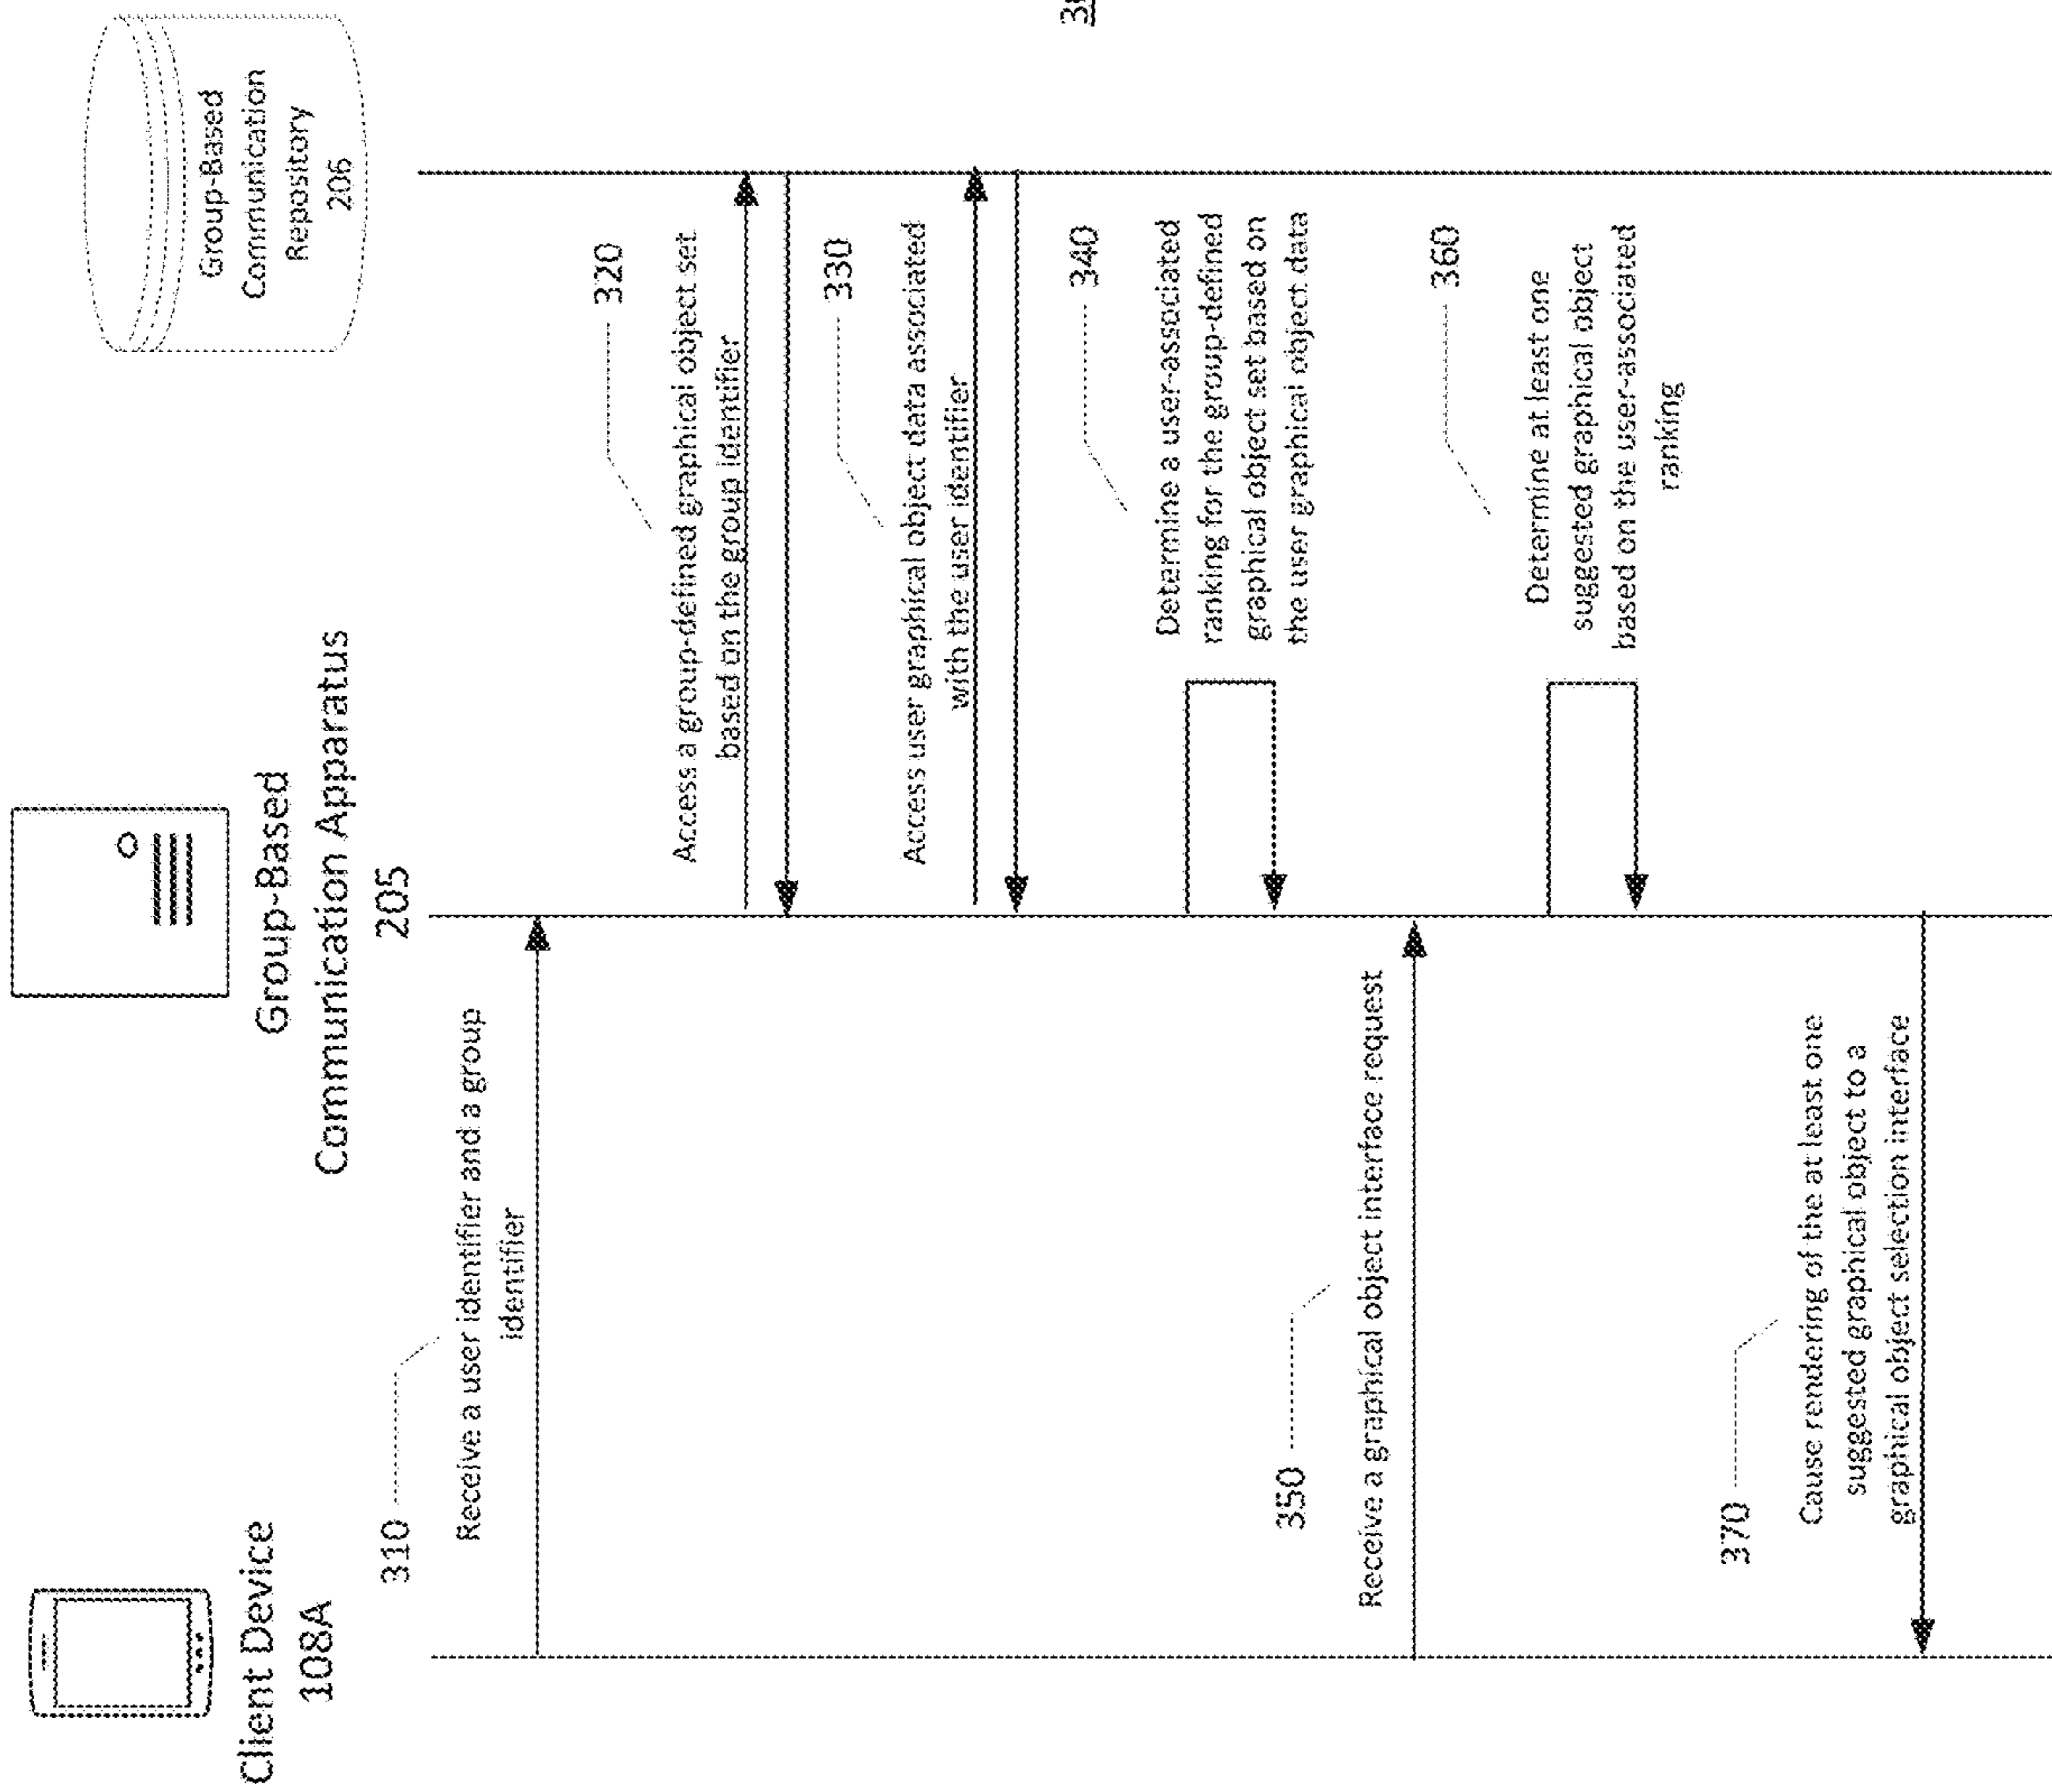 Client Device
108A
Group-Based
Communication Apparatus
205
Group-Based
Communication
Repository
206
310
Receive a user identifier and a group
identifier
320
Access a group-defined graphical object set
based on the group identifier
330
Access user graphical object data associated
with the user identifier
340
Determine a user-associated
ranking for the group-defined
graphical object set based on
the user graphical object data
350
Receive a graphical object interface request
360
Determine at least one
suggested graphical object
based on the user-associated
ranking
370
Cause rendering of the at least one
suggested graphical object to a
graphical object selection interface